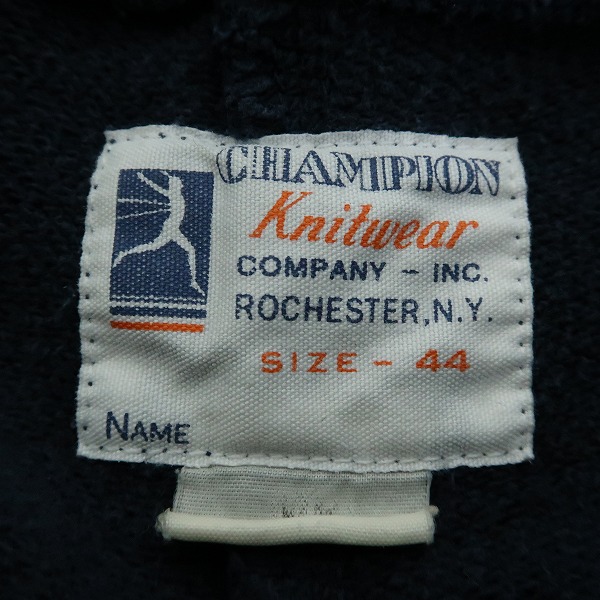 CHAMPION
Knitwear
COMPANY - INC.
ROCHESTER, N.Y.
SIZE - 44
NAME